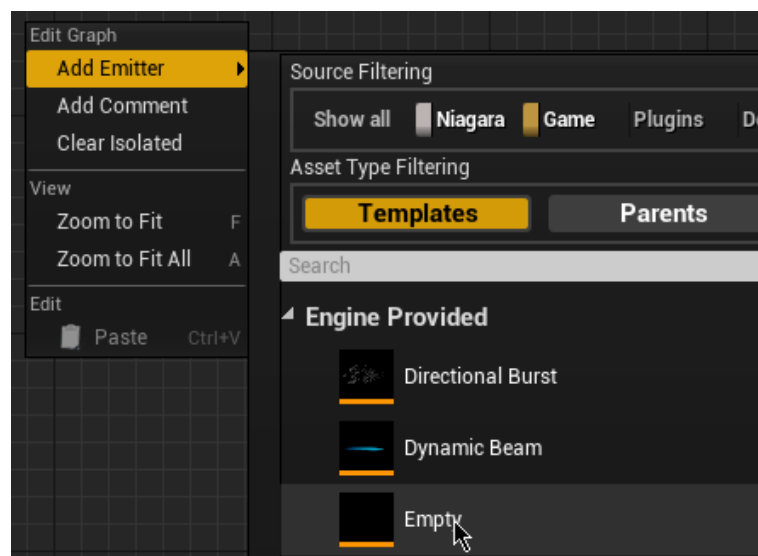 Edit Graph
Add Emitter
Add Comment
Clear Isolated
View
Zoom to Fit F
Zoom to Fit All A
Edit
Paste Ctrl+V
Source Filtering
Show all Niagara Game Plugins
Asset Type Filtering
Templates Parents
Search
Engine Provided
Directional Burst
Dynamic Beam
Empty